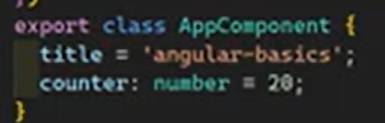 export class AppComponent {
title = 'angular-basics';
counter: number = 20;
}